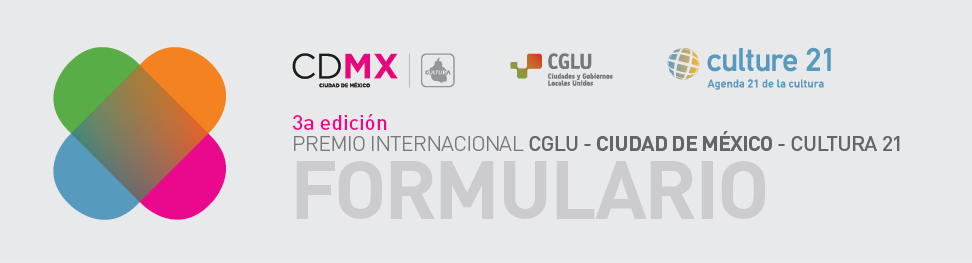 CDMX
CIUDAD DE MÉXICO
CULTURA
CGLU
Ciudades y Gobiernos
Locales Unidos
culture 21
Agenda 21 de la cultura
3a edición
PREMIO INTERNACIONAL CGLU - CIUDAD DE MÉXICO - CULTURA 21
FORMULARIO